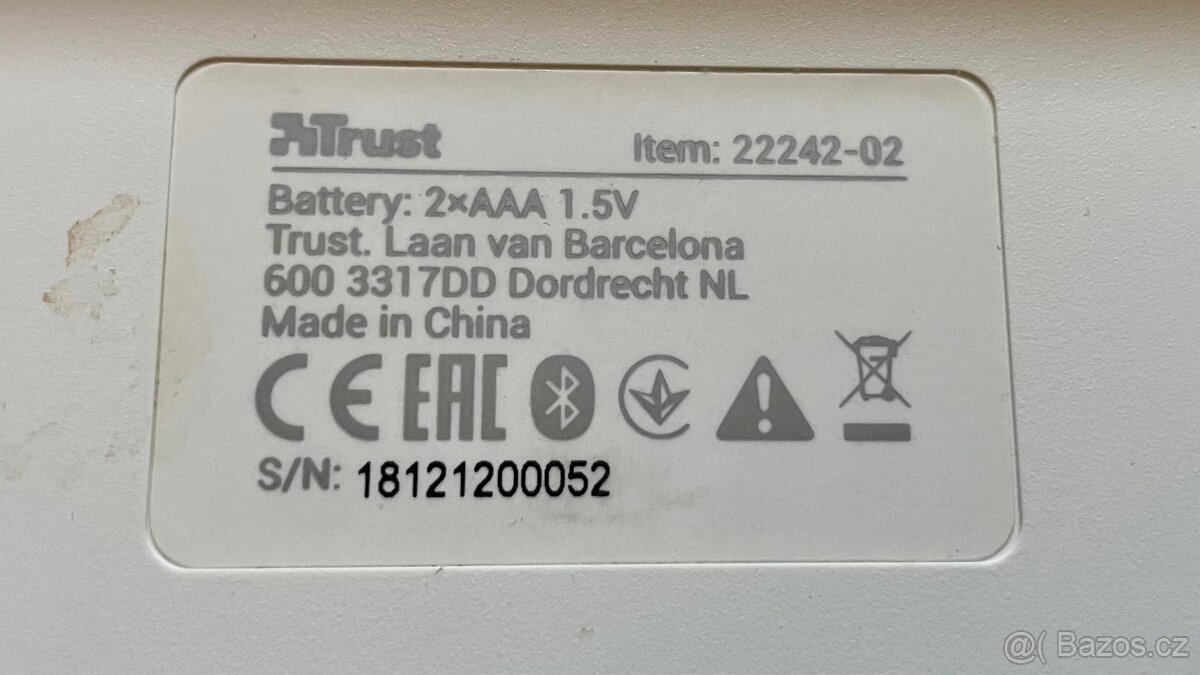 Trust Item: 22242-02
Battery: 2×AAA 1.5V
Trust. Laan van Barcelona
600 3317DD Dordrecht NL
Made in China
CE EAC
S/N: 18121200052
@( Bazos.cz